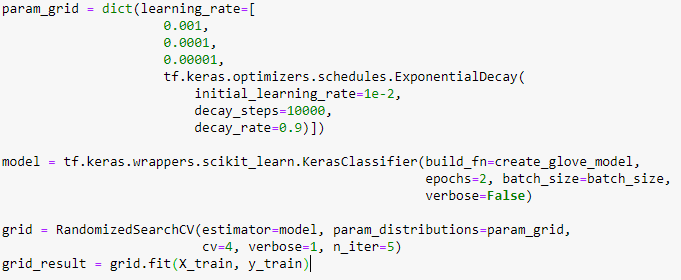 param_grid = dict(learning_rate=[
0.001,
0.0001,
0.00001,
tf.keras.optimizers.schedules.ExponentialDecay(
initial_learning_rate=1e-2,
decay_steps=10000,
decay_rate=0.9)])
model = tf.keras.wrappers.scikit_learn.KerasClassifier(build_fn=create_glove_model,
epochs=2, batch_size=batch_size,
verbose=False)
grid = RandomizedSearchCV(estimator=model, param_distributions=param_grid,
cv=4, verbose=1, n_iter=5)
grid_result = grid.fit(X_train, y_train)